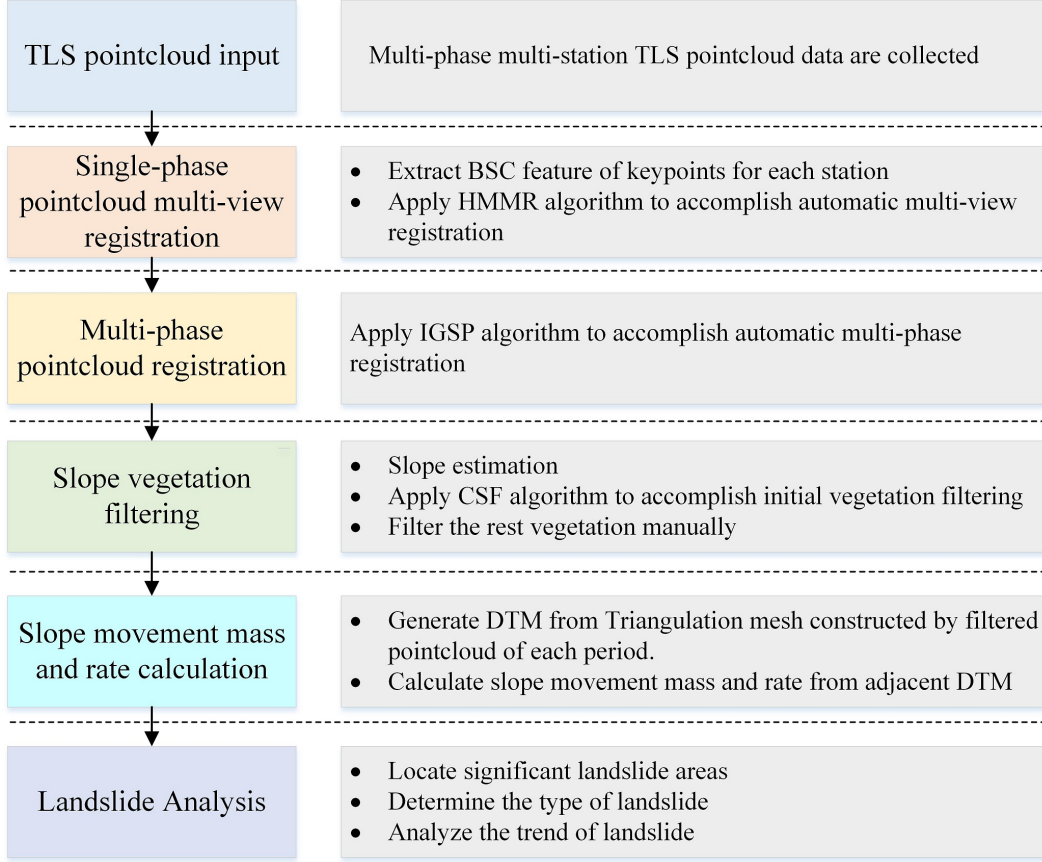 TLS pointcloud input
Multi-phase multi-station TLS pointcloud data are collected
Single-phase
pointcloud multi-view
registration
• Extract BSC feature of keypoints for each station
• Apply HMMR algorithm to accomplish automatic multi-view
registration
Multi-phase
pointcloud registration
Apply IGSP algorithm to accomplish automatic multi-phase
registration
Slope vegetation
filtering
• Slope estimation
• Apply CSF algorithm to accomplish initial vegetation filtering
• Filter the rest vegetation manually
Slope movement mass
and rate calculation
• Generate DTM from Triangulation mesh constructed by filtered
pointcloud of each period.
• Calculate slope movement mass and rate from adjacent DTM
Landslide Analysis
• Locate significant landslide areas
• Determine the type of landslide
• Analyze the trend of landslide